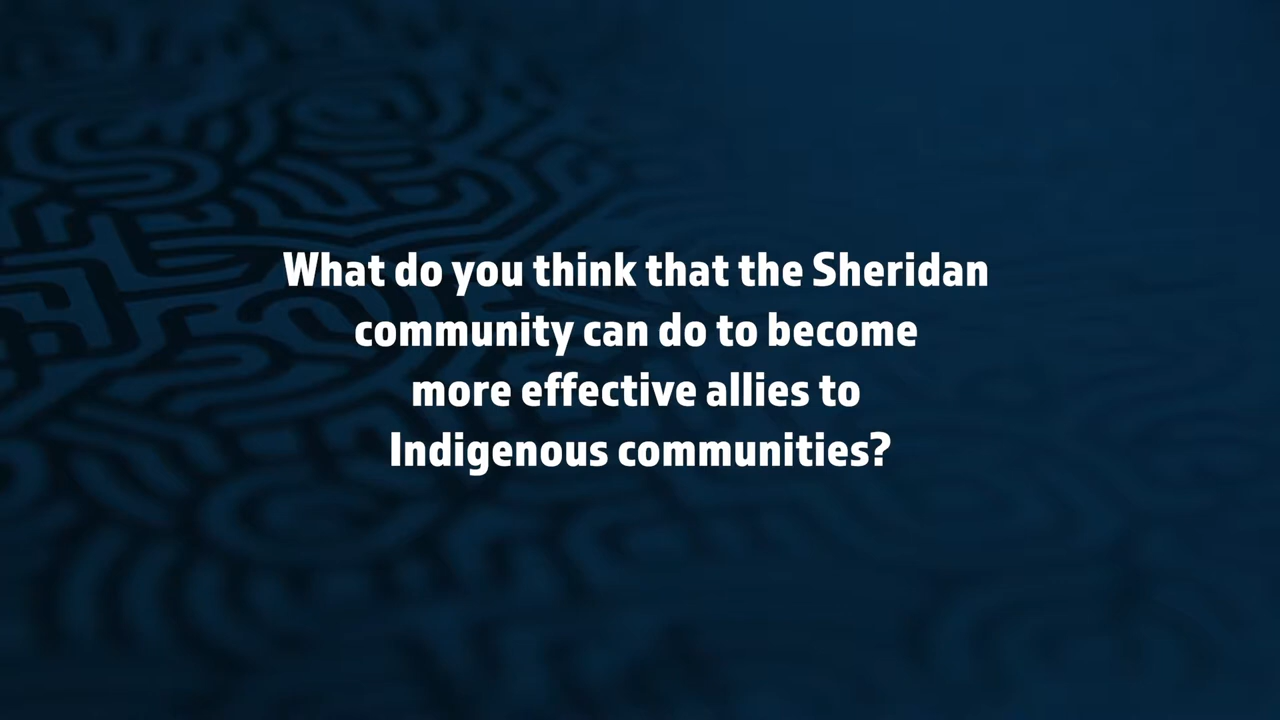 What do you think that the Sheridan
community can do to become
more effective allies to
Indigenous communities?